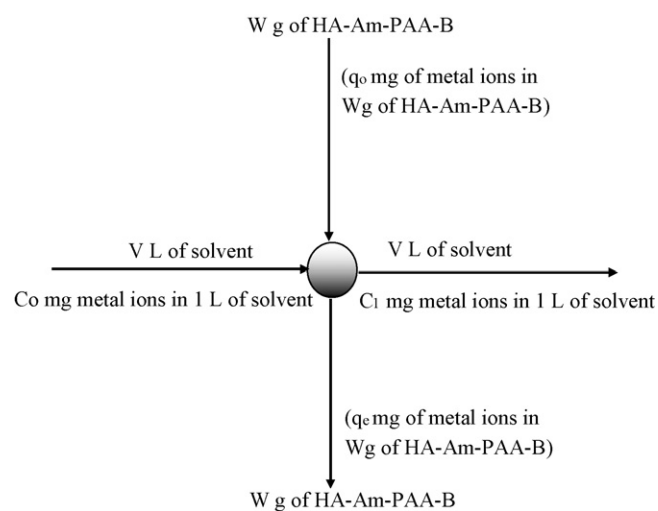 W g of HA-Am-PAA-B
(qₒ mg of metal ions in
Wg of HA-Am-PAA-B)
V L of solvent
V L of solvent
Co mg metal ions in 1 L of solvent
C₁ mg metal ions in 1 L of solvent
(qₑ mg of metal ions in
Wg of HA-Am-PAA-B)
W g of HA-Am-PAA-B